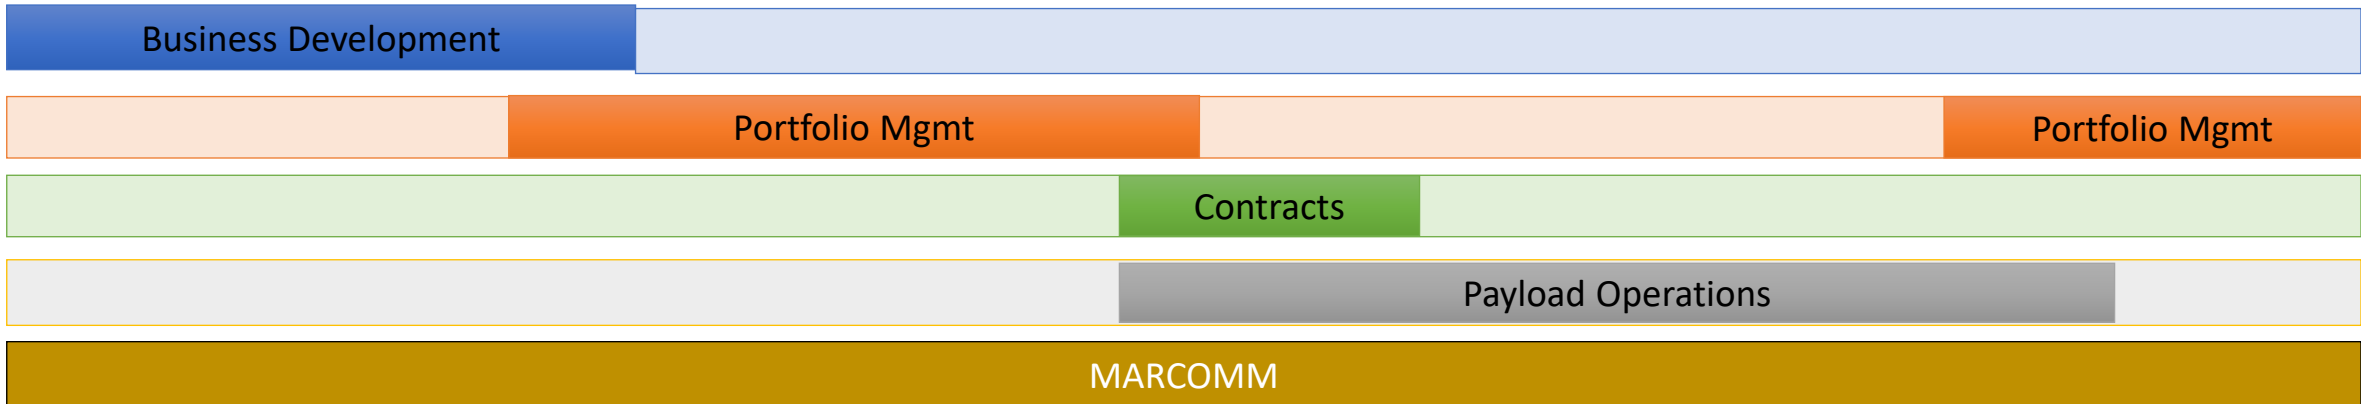 Business Development
Portfolio Mgmt
Portfolio Mgmt
Contracts
Payload Operations
MARCOMM